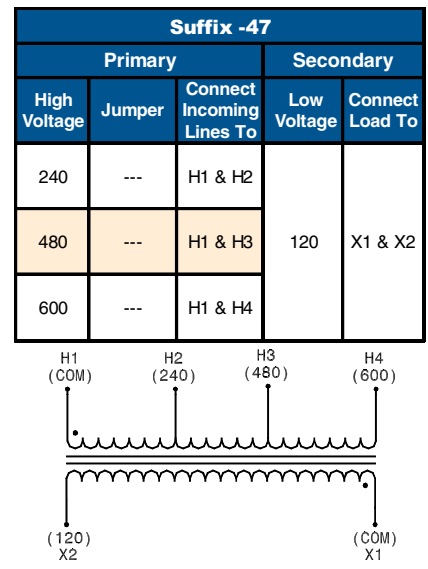 Suffix -47
Primary Secondary
High Voltage Jumper Connect Incoming Lines To Low Voltage Connect Load To
240 --- H1 & H2
480 --- H1 & H3 120 X1 & X2
600 --- H1 & H4
H1 H2 H3 H4
(COM) (240) (480) (600)
(120) (COM)
X2 X1